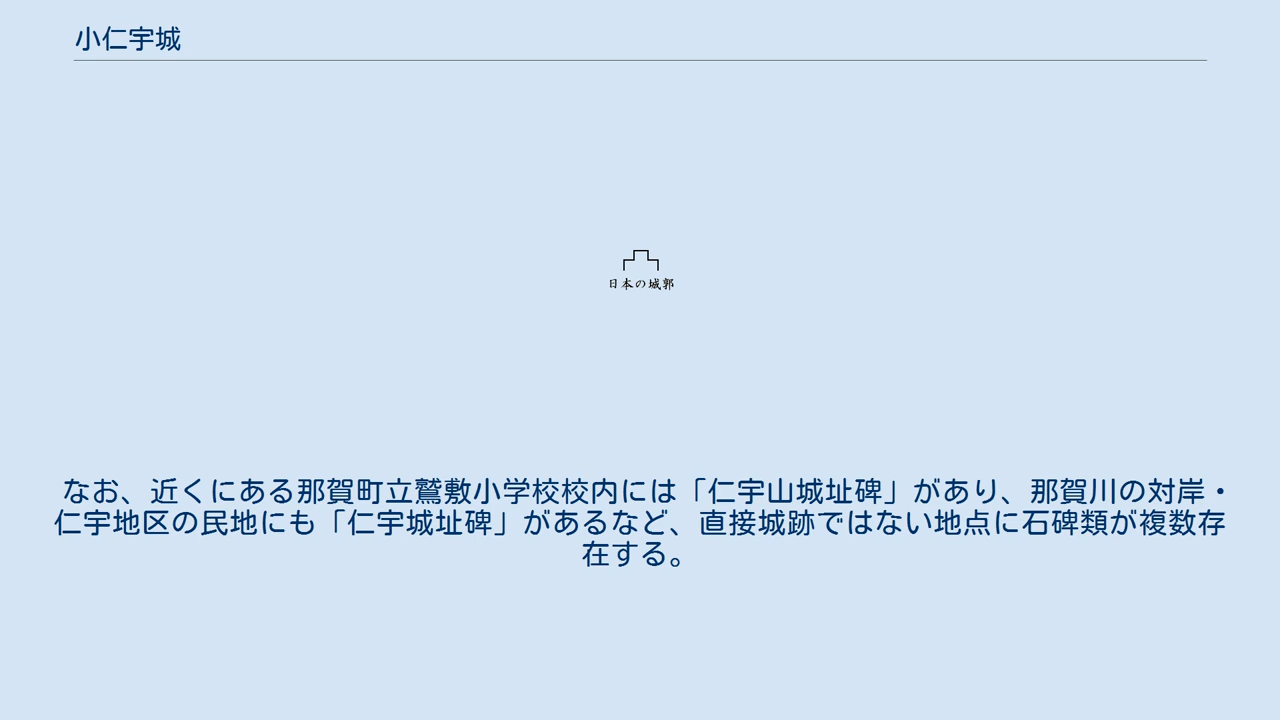 小仁宇城
日本の城郭
なお、近くにある那賀町立鷲敷小学校校内には「仁宇山城址碑」があり、那賀川の対岸・
仁宇地区の民地にも「仁宇城址碑」があるなど、直接城跡ではない地点に石碑類が複数存
在する。